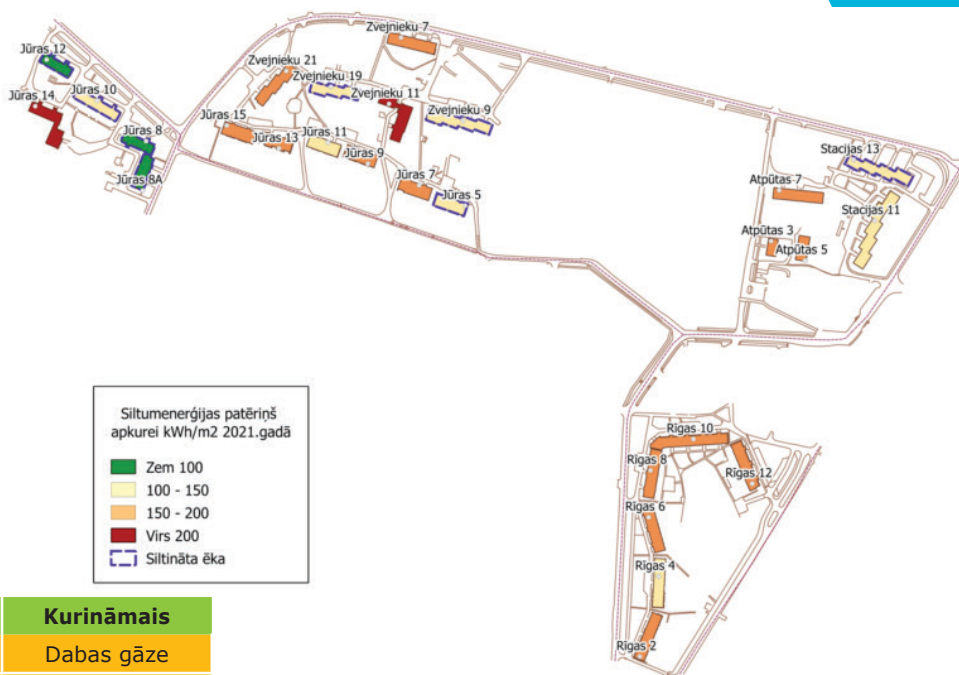 Zvejnieku 7
Jūras 12
Zvejnieku 21
Zvejnieku 19
Jūras 10
Jūras 14
Zvejnieku 11
Zvejnieku 9
Jūras 15
Jūras 8
Jūras 13
Jūras 11
Jūras 9
Stacijas 13
Jūras 8A
Jūras 7
Jūras 5
Atpūtas 7
Stacijas 11
Atpūtas 3
Atpūtas 5
Siltumenerģijas patēriņš
apkurei kWh/m2 2021.gadā
Zem 100
100 - 150
150 - 200
Virs 200
Siltināta ēka
Rīgas 10
Rīgas 8
Rīgas 12
Rīgas 6
Rīgas 4
Rīgas 2
Kurināmais
Dabas gāze